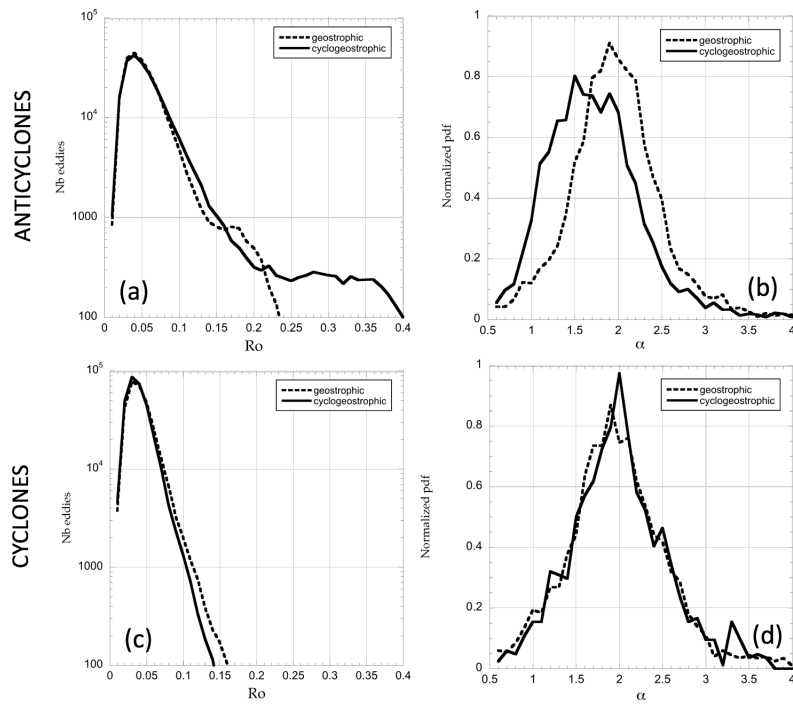 ANTICYCLONES
Nb eddies
10^5
10^4
1000
100
geostrophic
cyclogeostrophic
(a)
0 0.05 0.1 0.15 0.2 0.25 0.3 0.35 0.4
Ro
Normalized pdf
1
0.8
0.6
0.4
0.2
0
geostrophic
cyclogeostrophic
(b)
0.5 1 1.5 2 2.5 3 3.5 4
α
CYCLONES
Nb eddies
10^5
10^4
1000
100
geostrophic
cyclogeostrophic
(c)
0 0.05 0.1 0.15 0.2 0.25 0.3 0.35 0.4
Ro
Normalized pdf
1
0.8
0.6
0.4
0.2
0
geostrophic
cyclogeostrophic
(d)
0.5 1 1.5 2 2.5 3 3.5 4
α